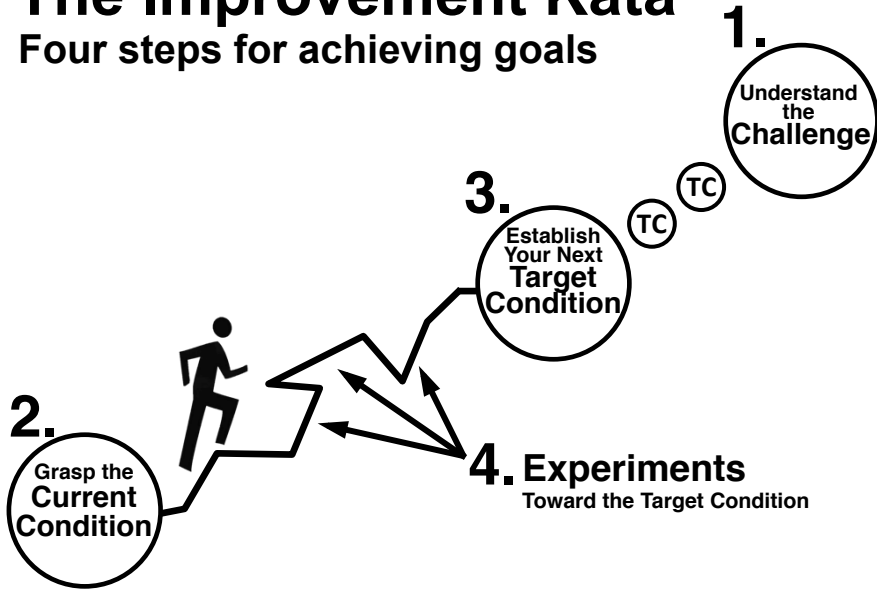 The Improvement Kata
Four steps for achieving goals
1.
Understand
the
Challenge
TC
TC
3.
Establish
Your Next
Target
Condition
2.
Grasp the
Current
Condition
4. Experiments
Toward the Target Condition